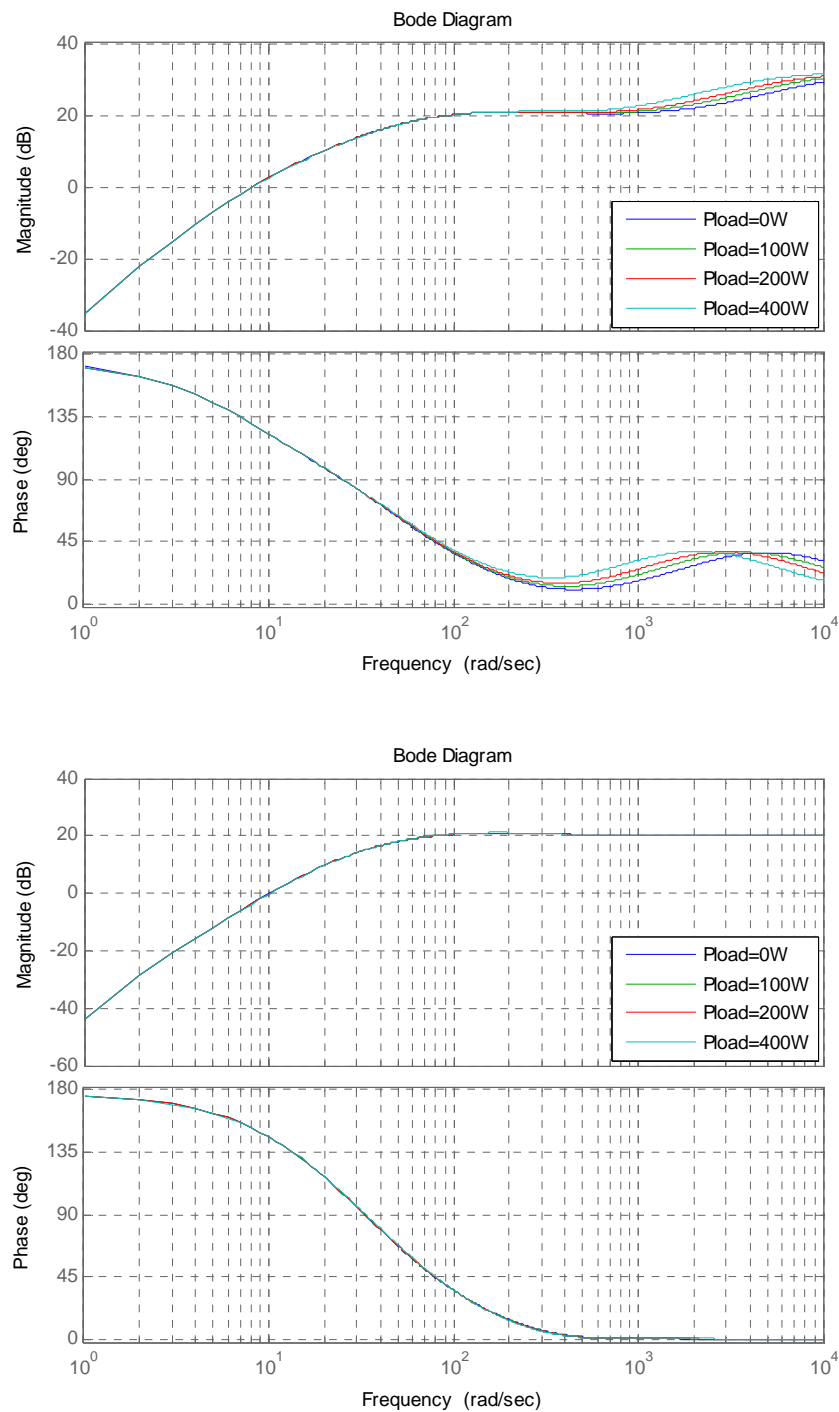 Bode Diagram
Magnitude (dB)
40
20
0
-20
-40
Pload=0W
Pload=100W
Pload=200W
Pload=400W
Phase (deg)
180
135
90
45
0
10^0 10^1 10^2 10^3 10^4
Frequency (rad/sec)
Bode Diagram
Magnitude (dB)
40
20
0
-20
-40
-60
Pload=0W
Pload=100W
Pload=200W
Pload=400W
Phase (deg)
180
135
90
45
0
10^0 10^1 10^2 10^3 10^4
Frequency (rad/sec)